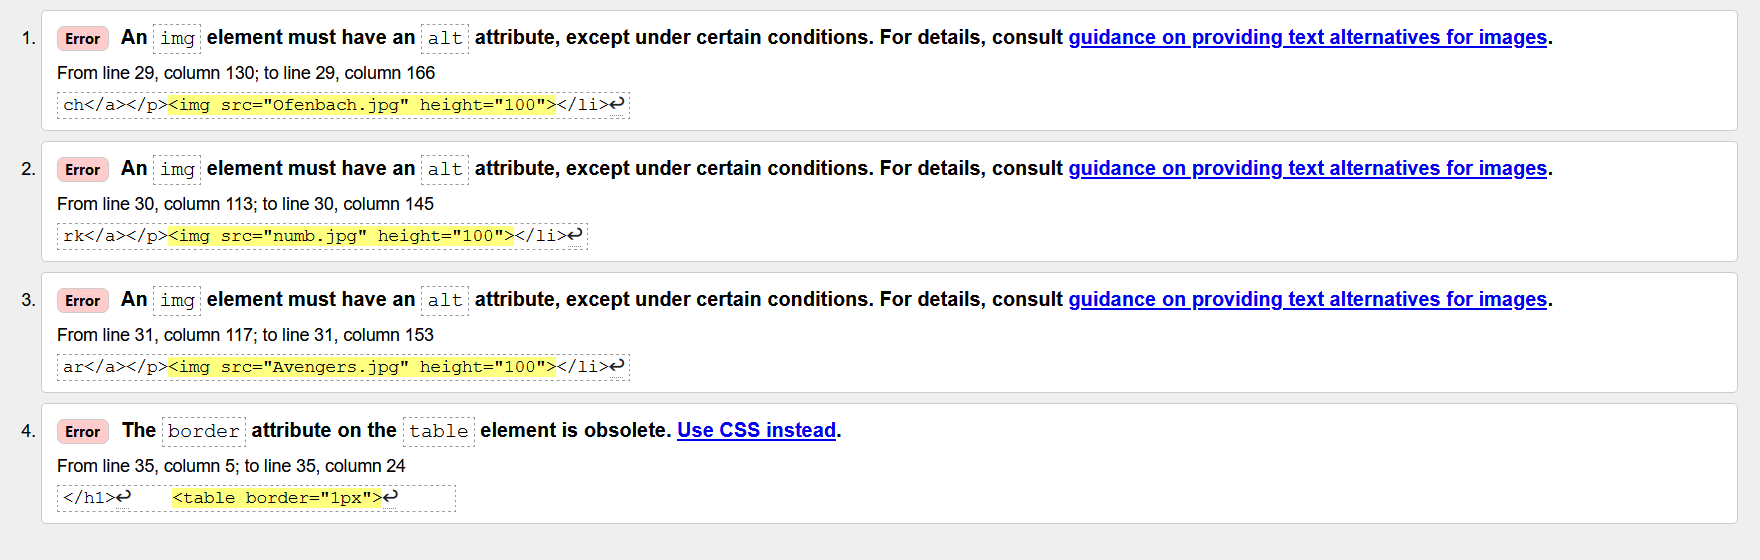 1. Error An img element must have an alt attribute, except under certain conditions. For details, consult guidance on providing text alternatives for images.
From line 29, column 130; to line 29, column 166
ch</a></p><img src="Ofenbach.jpg" height="100"></li>↩
2. Error An img element must have an alt attribute, except under certain conditions. For details, consult guidance on providing text alternatives for images.
From line 30, column 113; to line 30, column 145
rk</a></p><img src="numb.jpg" height="100"></li>↩
3. Error An img element must have an alt attribute, except under certain conditions. For details, consult guidance on providing text alternatives for images.
From line 31, column 117; to line 31, column 153
ar</a></p><img src="Avengers.jpg" height="100"></li>↩
4. Error The border attribute on the table element is obsolete. Use CSS instead.
From line 35, column 5; to line 35, column 24
</h1>↩    <table border="1px">↩